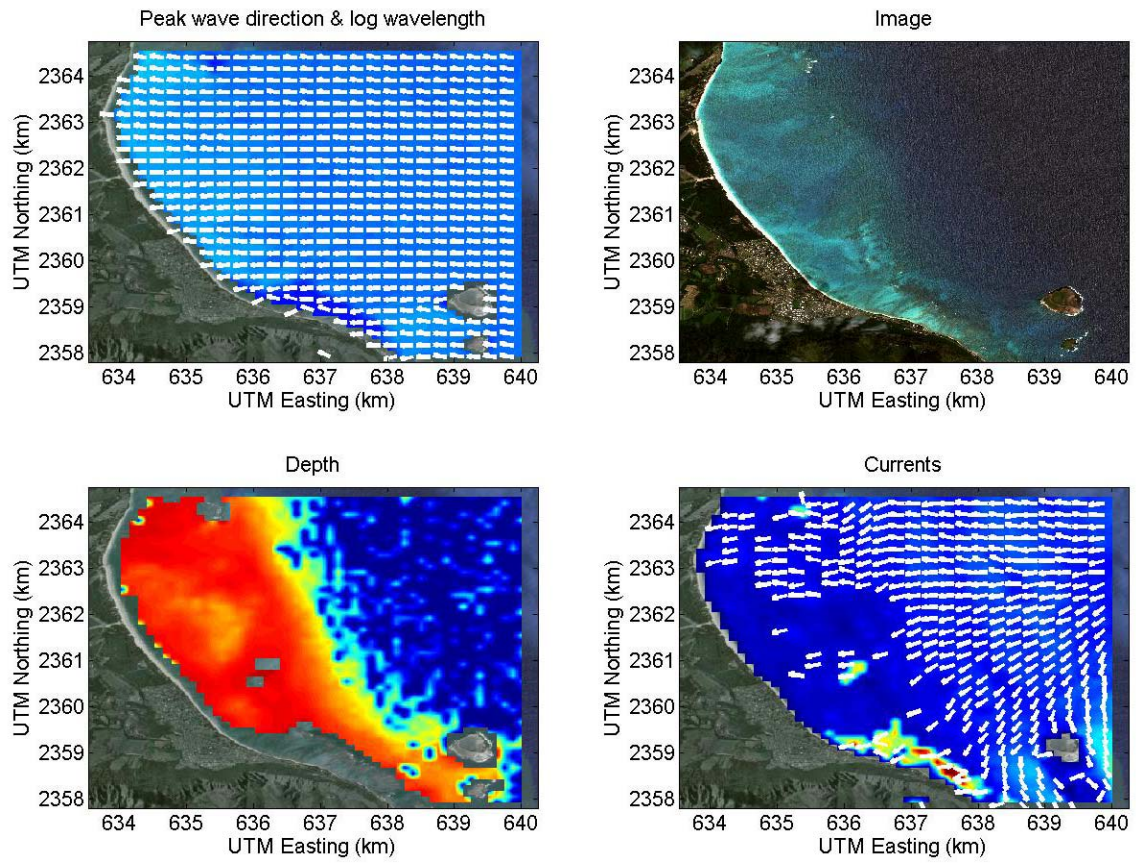 Peak wave direction & log wavelength
UTM Northing (km)
2364
2363
2362
2361
2360
2359
2358
634 635 636 637 638 639 640
UTM Easting (km)
Image
UTM Northing (km)
2364
2363
2362
2361
2360
2359
2358
634 635 636 637 638 639 640
UTM Easting (km)
Depth
UTM Northing (km)
2364
2363
2362
2361
2360
2359
2358
634 635 636 637 638 639 640
UTM Easting (km)
Currents
UTM Northing (km)
2364
2363
2362
2361
2360
2359
2358
634 635 636 637 638 639 640
UTM Easting (km)